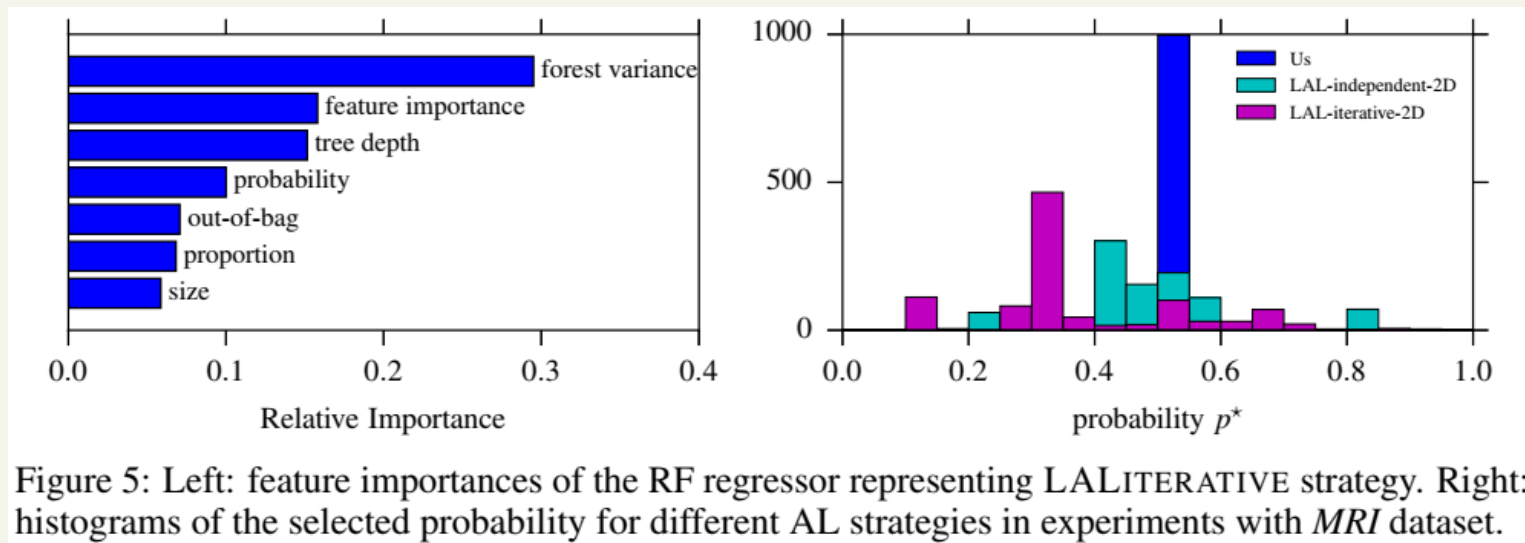 forest variance
feature importance
tree depth
probability
out-of-bag
proportion
size
0.0 0.1 0.2 0.3 0.4
Relative Importance
1000
500
0
Us
LAL-independent-2D
LAL-iterative-2D
0.0 0.2 0.4 0.6 0.8 1.0
probability p⋆
Figure 5: Left: feature importances of the RF regressor representing LALITERATIVE strategy. Right:
histograms of the selected probability for different AL strategies in experiments with MRI dataset.